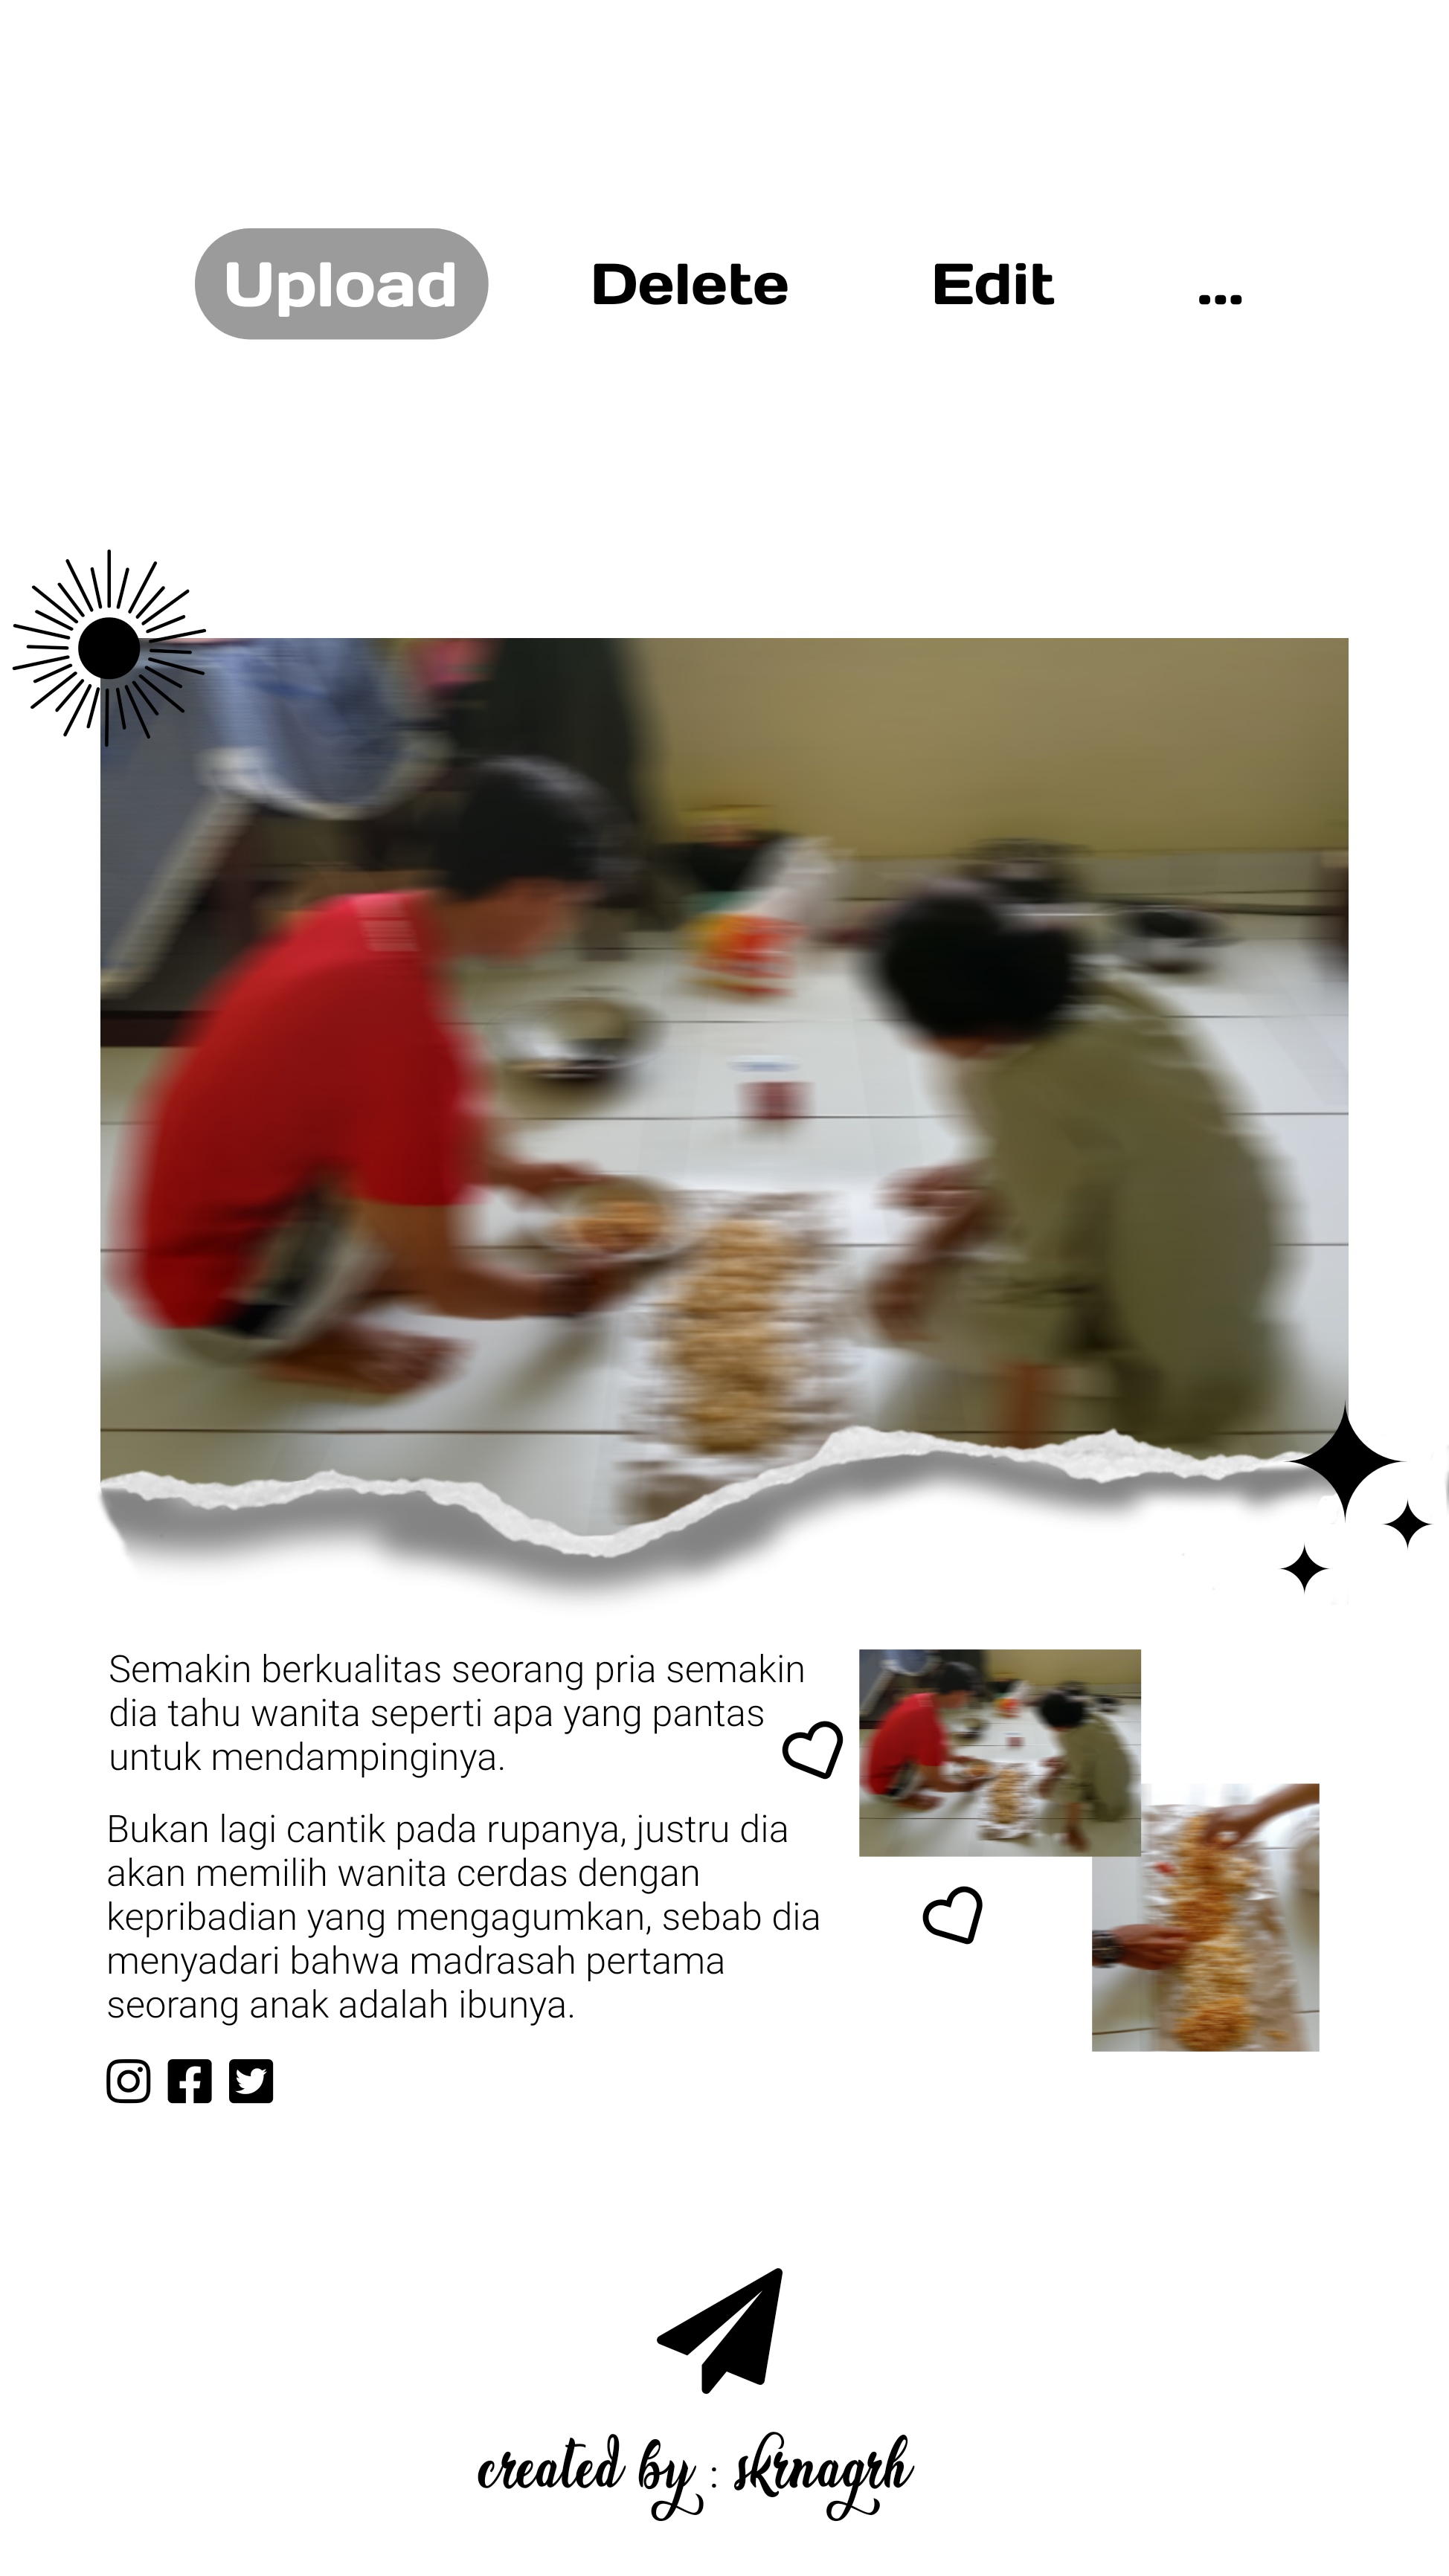 Upload Delete Edit ...
Semakin berkualitas seorang pria semakin
dia tahu wanita seperti apa yang pantas
untuk mendampinginya.
Bukan lagi cantik pada rupanya, justru dia
akan memilih wanita cerdas dengan
kepribadian yang mengagumkan, sebab dia
menyadari bahwa madrasah pertama
seorang anak adalah ibunya.
created by : skrnagrh